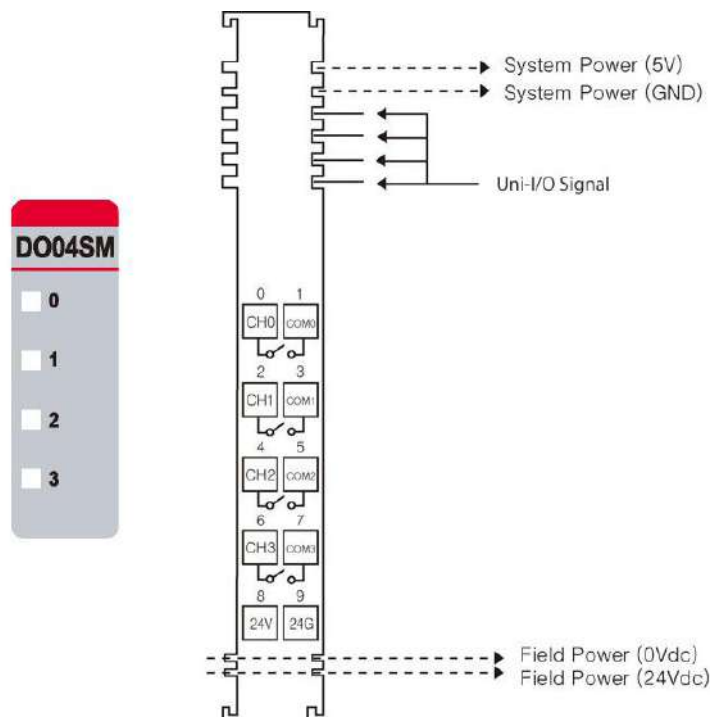 System Power (5V)
System Power (GND)
Uni-I/O Signal
DO04SM
0
1
2
3
0 1
CH0 COM0
2 3
CH1 COM1
4 5
CH2 COM2
6 7
CH3 COM3
8 9
24V 24G
Field Power (0Vdc)
Field Power (24Vdc)